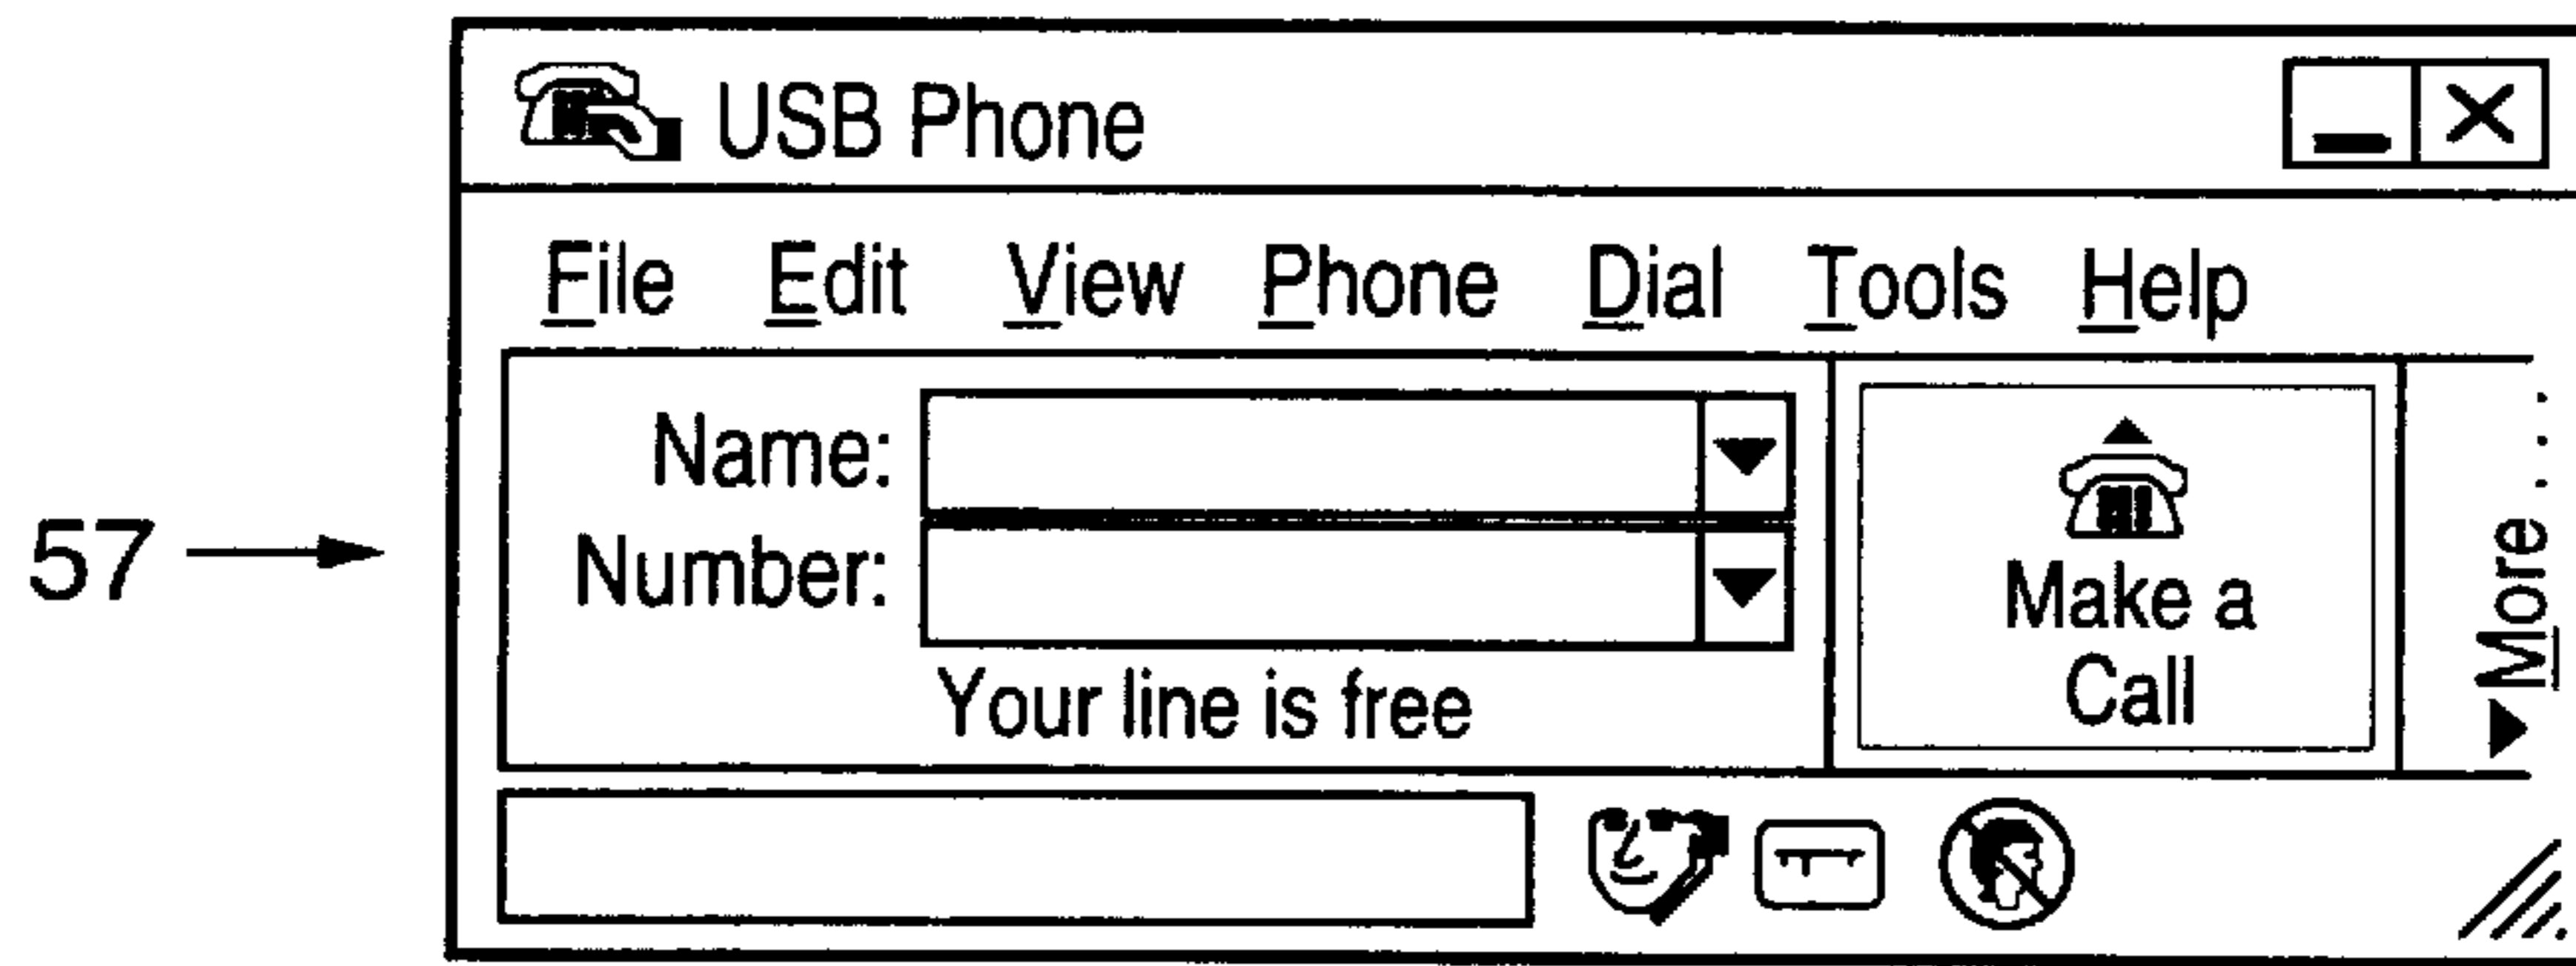 USB Phone
File Edit View Phone Dial Tools Help
Name:
Number:
Your line is free
Make a
Call
More . . .
57